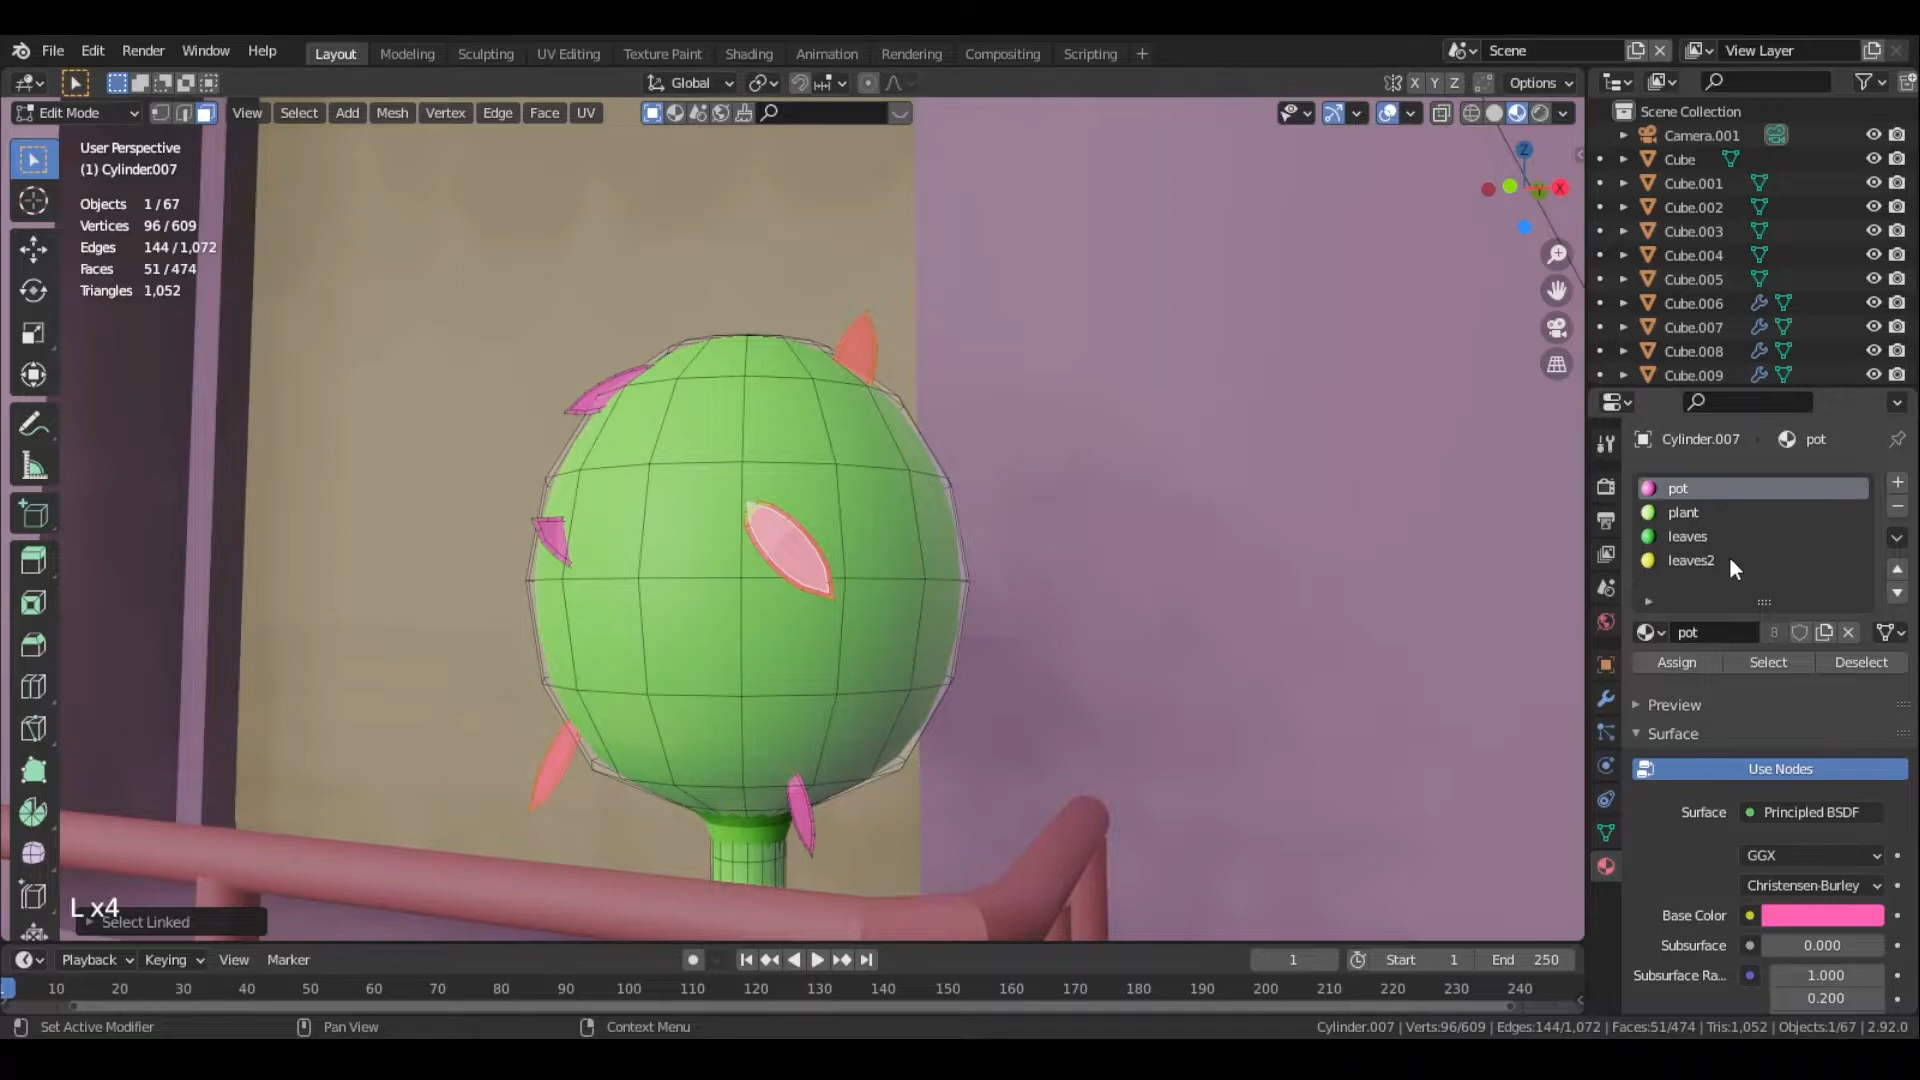 File Edit Render Window Help Layout Modeling Sculpting UV Editing Texture Paint Shading Animation Rendering Compositing Scripting + Scene View Layer
Global X Y Z Options
Edit Mode View Select Add Mesh Vertex Edge Face UV
User Perspective
(1) Cylinder.007
Objects 1 / 67
Vertices 96 / 609
Edges 144 / 1,072
Faces 51 / 474
Triangles 1,052
Z
X
L x4
Select Linked
Scene Collection
Camera.001
Cube
Cube.001
Cube.002
Cube.003
Cube.004
Cube.005
Cube.006
Cube.007
Cube.008
Cube.009
Cylinder.007 pot
pot
plant
leaves
leaves2
pot 8
Assign Select Deselect
Preview
Surface
Use Nodes
Surface Principled BSDF
GGX
Christensen-Burley
Base Color
Subsurface 0.000
Subsurface Ra... 1.000
0.200
Playback Keying View Marker 1 Start 1 End 250
10 20 30 40 50 60 70 80 90 100 110 120 130 140 150 160 170 180 190 200 210 220 230 240
Set Active Modifier Pan View Context Menu Cylinder.007 | Verts:96/609 | Edges:144/1,072 | Faces:51/474 | Tris:1,052 | Objects:1/67 | 2.92.0